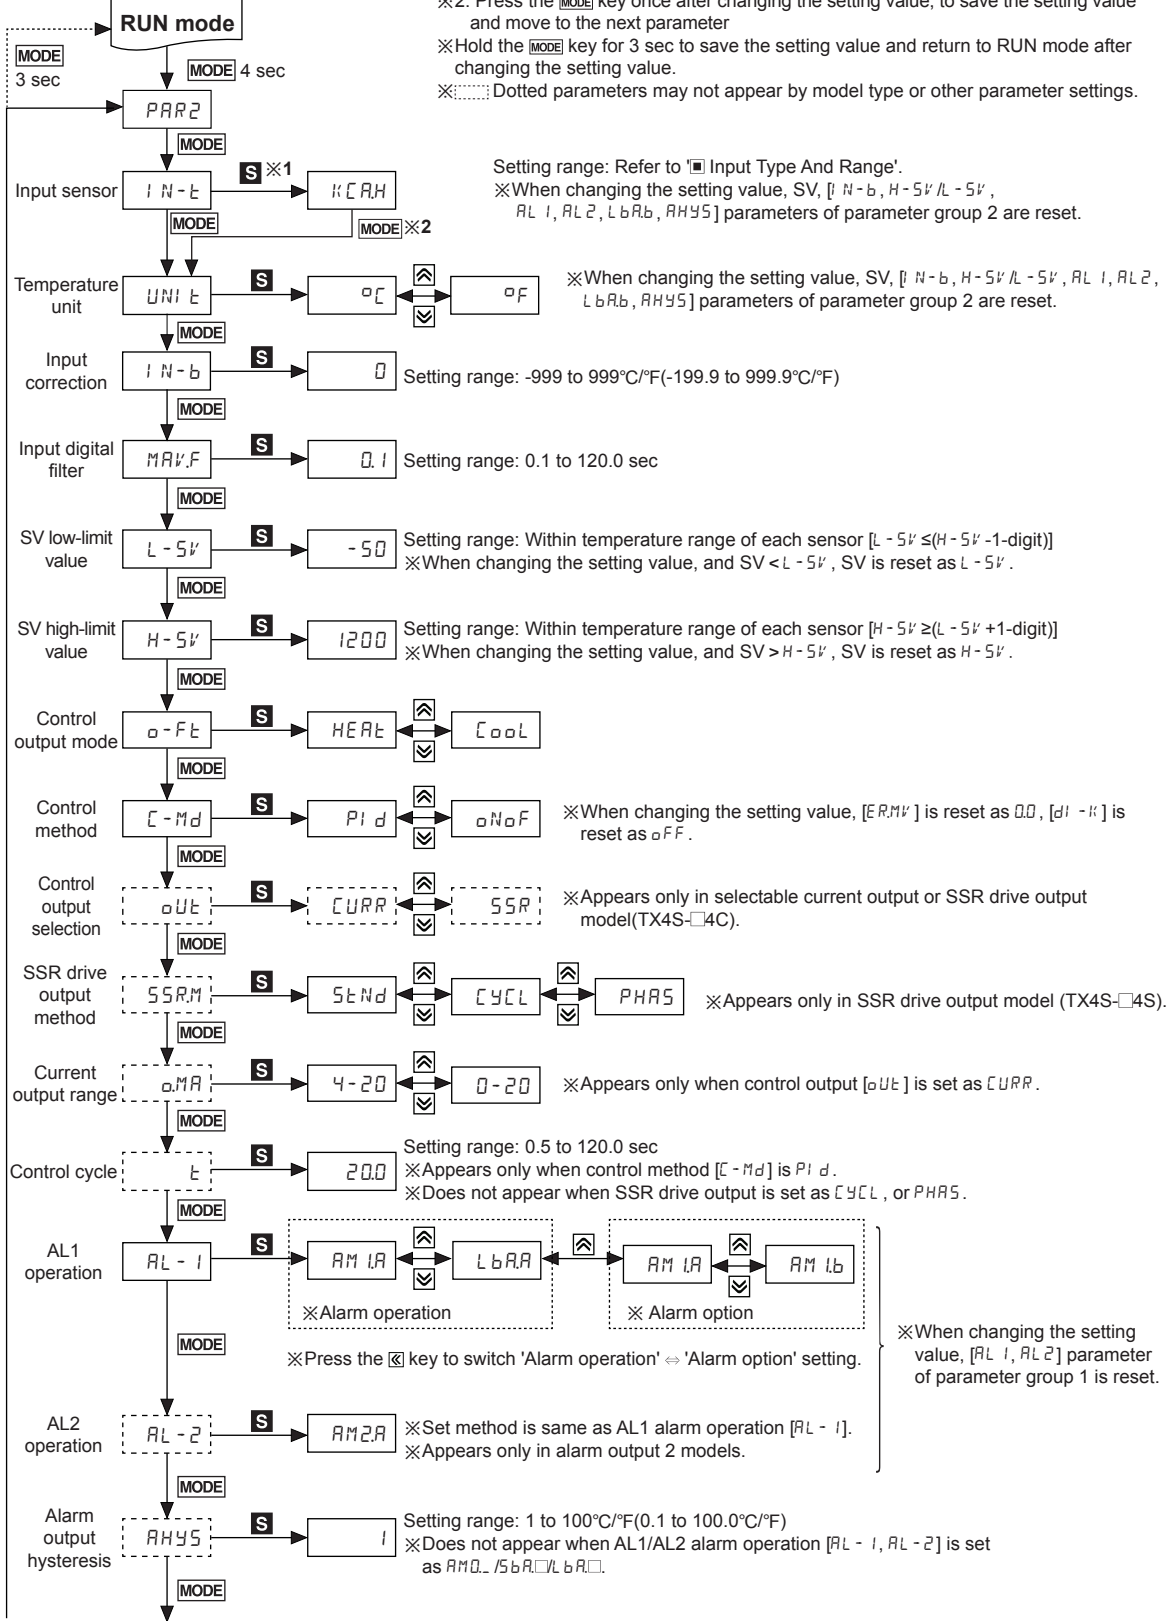 ※2: Press the MODE key once after changing the setting value, to save the setting value
and move to the next parameter
※Hold the MODE key for 3 sec to save the setting value and return to RUN mode after
changing the setting value.
※ Dotted parameters may not appear by model type or other parameter settings.
RUN mode
MODE
3 sec
MODE 4 sec
PAR2
MODE
Input sensor
IN-t
S ※1
KCA.H
Setting range: Refer to '▣ Input Type And Range'.
※When changing the setting value, SV, [IN-b, H-SV/L-SV,
AL1, AL2, LbA.b, AHYS] parameters of parameter group 2 are reset.
MODE
MODE ※2
Temperature
unit
UNIt
S
°C
°F
※When changing the setting value, SV, [IN-b, H-SV/L-SV, AL1, AL2,
LbA.b, AHYS] parameters of parameter group 2 are reset.
MODE
Input
correction
IN-b
S
0
Setting range: -999 to 999°C/°F(-199.9 to 999.9°C/°F)
MODE
Input digital
filter
MAV.F
S
0.1
Setting range: 0.1 to 120.0 sec
MODE
SV low-limit
value
L-SV
S
-50
Setting range: Within temperature range of each sensor [L-SV ≤(H-SV -1-digit)]
※When changing the setting value, and SV < L-SV, SV is reset as L-SV.
MODE
SV high-limit
value
H-SV
S
1200
Setting range: Within temperature range of each sensor [H-SV ≥(L-SV +1-digit)]
※When changing the setting value, and SV > H-SV, SV is reset as H-SV.
MODE
Control
output mode
o-Ft
S
HEAt
CooL
MODE
Control
method
C-Md
S
PId
oNoF
※When changing the setting value, [ER.MV] is reset as 0.0, [dI-K] is
reset as oFF.
MODE
Control
output
selection
oUt
S
CURR
SSR
※Appears only in selectable current output or SSR drive output
model(TX4S-□4C).
MODE
SSR drive
output
method
SSR.M
S
StNd
CYCL
PHAS
※Appears only in SSR drive output model (TX4S-□4S).
MODE
Current
output range
o.MA
S
4-20
0-20
※Appears only when control output [oUt] is set as CURR.
MODE
Control cycle
t
S
20.0
Setting range: 0.5 to 120.0 sec
※Appears only when control method [C-Md] is PId.
※Does not appear when SSR drive output is set as CYCL, or PHAS.
MODE
AL1
operation
AL-1
S
AM1.A
LbA.A
AM1.A
AM1.b
※Alarm operation
※ Alarm option
※Press the key to switch 'Alarm operation' ⇔ 'Alarm option' setting.
MODE
※When changing the setting
value, [AL1, AL2] parameter
of parameter group 1 is reset.
AL2
operation
AL-2
S
AM2.A
※Set method is same as AL1 alarm operation [AL-1].
※Appears only in alarm output 2 models.
MODE
Alarm
output
hysteresis
AHYS
S
1
Setting range: 1 to 100°C/°F(0.1 to 100.0°C/°F)
※Does not appear when AL1/AL2 alarm operation [AL-1, AL-2] is set
as AM0._ /SbA.□/LbA.□.
MODE